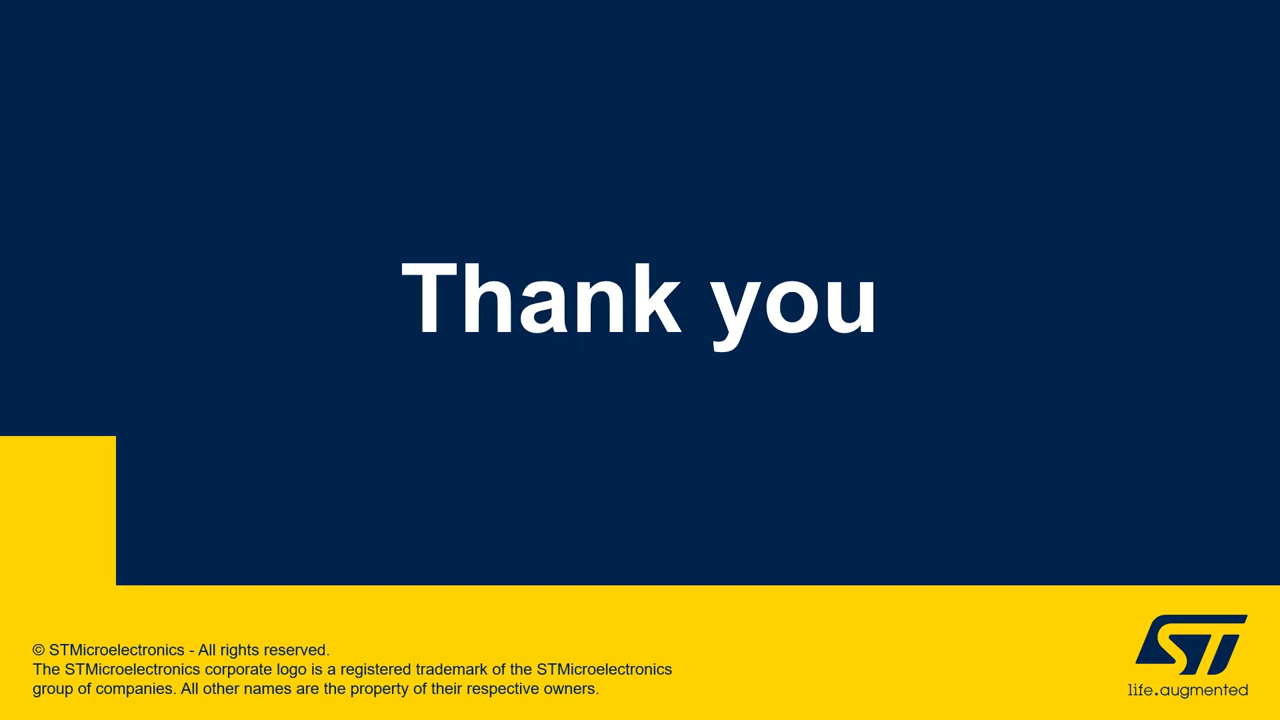 Thank you
© STMicroelectronics - All rights reserved.
The STMicroelectronics corporate logo is a registered trademark of the STMicroelectronics
group of companies. All other names are the property of their respective owners.
ST
life.augmented